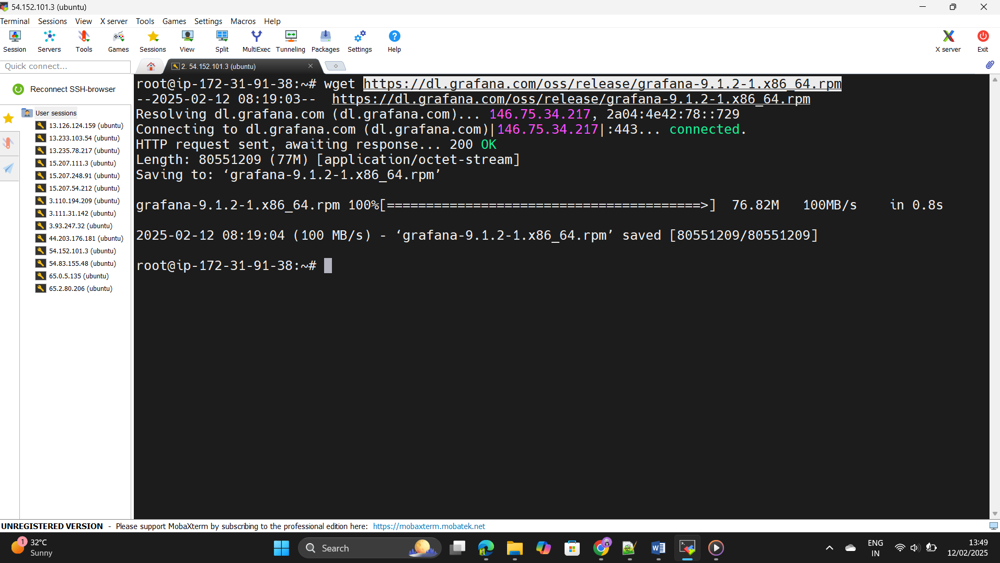 54.152.101.3 (ubuntu)
Terminal Sessions View X server Tools Games Settings Macros Help
Session Servers Tools Games Sessions View Split MultiExec Tunneling Packages Settings Help X server Exit
Quick connect...
2. 54.152.101.3 (ubuntu)
Reconnect SSH-browser
User sessions
13.126.124.159 (ubuntu)
13.233.103.54 (ubuntu)
13.235.78.217 (ubuntu)
15.207.111.3 (ubuntu)
15.207.248.91 (ubuntu)
15.207.54.212 (ubuntu)
3.110.194.209 (ubuntu)
3.111.31.142 (ubuntu)
3.93.247.32 (ubuntu)
44.203.176.181 (ubuntu)
54.152.101.3 (ubuntu)
54.83.155.48 (ubuntu)
65.0.5.135 (ubuntu)
65.2.80.206 (ubuntu)
root@ip-172-31-91-38:~# wget https://dl.grafana.com/oss/release/grafana-9.1.2-1.x86_64.rpm
--2025-02-12 08:19:03--  https://dl.grafana.com/oss/release/grafana-9.1.2-1.x86_64.rpm
Resolving dl.grafana.com (dl.grafana.com)... 146.75.34.217, 2a04:4e42:78::729
Connecting to dl.grafana.com (dl.grafana.com)|146.75.34.217|:443... connected.
HTTP request sent, awaiting response... 200 OK
Length: 80551209 (77M) [application/octet-stream]
Saving to: ‘grafana-9.1.2-1.x86_64.rpm’
grafana-9.1.2-1.x86_64.rpm 100%[========================================>]  76.82M   100MB/s    in 0.8s
2025-02-12 08:19:04 (100 MB/s) - ‘grafana-9.1.2-1.x86_64.rpm’ saved [80551209/80551209]
root@ip-172-31-91-38:~#
UNREGISTERED VERSION - Please support MobaXterm by subscribing to the professional edition here: https://mobaxterm.mobatek.net
1
32°C
Sunny
Search
ENG
IN
13:49
12/02/2025